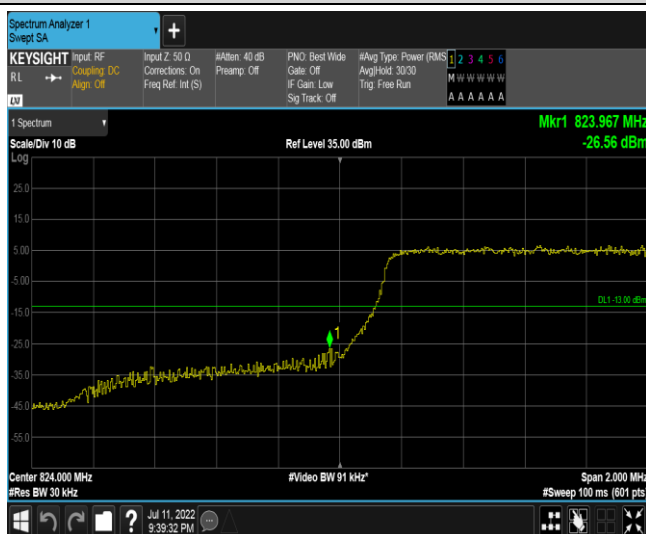 Spectrum Analyzer 1
Swept SA
KEYSIGHT
RL
LXI
Input: RF
Coupling: DC
Align: Off
Input Z: 50 Ω
Corrections: On
Freq Ref: Int (S)
#Atten: 40 dB
Preamp: Off
PNO: Best Wide
Gate: Off
IF Gain: Low
Sig Track: Off
#Avg Type: Power (RMS
Avg|Hold: 30/30
Trig: Free Run
1 2 3 4 5 6
M W W W W W
A A A A A A
1 Spectrum
Scale/Div 10 dB
Ref Level 35.00 dBm
Mkr1 823.967 MHz
-26.56 dBm
Log
25.0
15.0
5.00
-5.00
-15.0
-25.0
-35.0
-45.0
-55.0
1
DL1 -13.00 dBm
Center 824.000 MHz
#Res BW 30 kHz
#Video BW 91 kHz*
Span 2.000 MHz
#Sweep 100 ms (601 pts)
?
Jul 11, 2022
9:39:32 PM